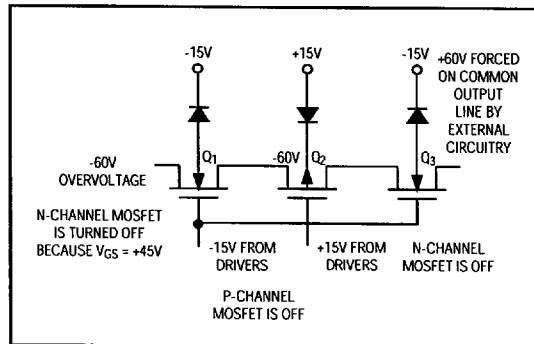 -15V
+15V
-15V
+60V FORCED
ON COMMON
OUTPUT
LINE BY
EXTERNAL
CIRCUITRY
Q1
-60V
Q2
Q3
-60V
OVERVOLTAGE
N-CHANNEL MOSFET
IS TURNED OFF
BECAUSE VGS = +45V
-15V FROM
DRIVERS
+15V FROM
DRIVERS
N-CHANNEL
MOSFET IS OFF
P-CHANNEL
MOSFET IS OFF